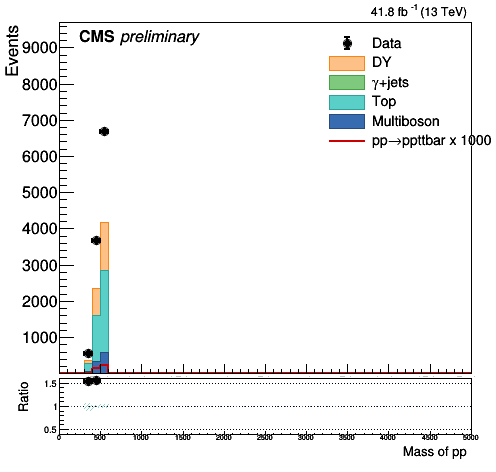 41.8 fb⁻¹ (13 TeV)
CMS preliminary
Events
9000
8000
7000
6000
5000
4000
3000
2000
1000
Data
DY
γ+jets
Top
Multiboson
pp→ppttbar x 1000
Ratio
1.5
1
0.5
0 500 1000 1500 2000 2500 3000 3500 4000 4500 5000
Mass of pp